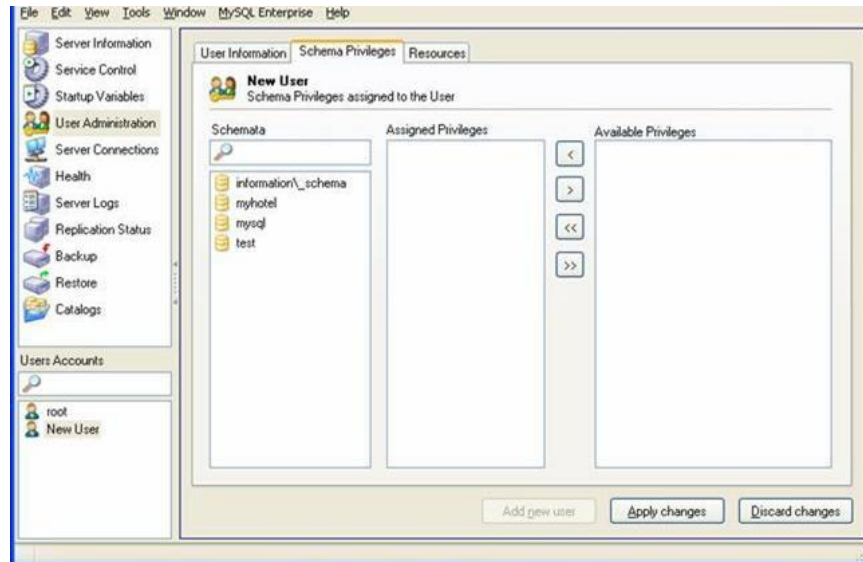 File Edit View Tools Window MySQL Enterprise Help
Server Information
Service Control
Startup Variables
User Administration
Server Connections
Health
Server Logs
Replication Status
Backup
Restore
Catalogs
Users Accounts
root
New User
User Information Schema Privileges Resources
New User
Schema Privileges assigned to the User
Schemata
information\_schema
myhotel
mysql
test
Assigned Privileges
<
>
<<
>>
Available Privileges
Add new user Apply changes Discard changes